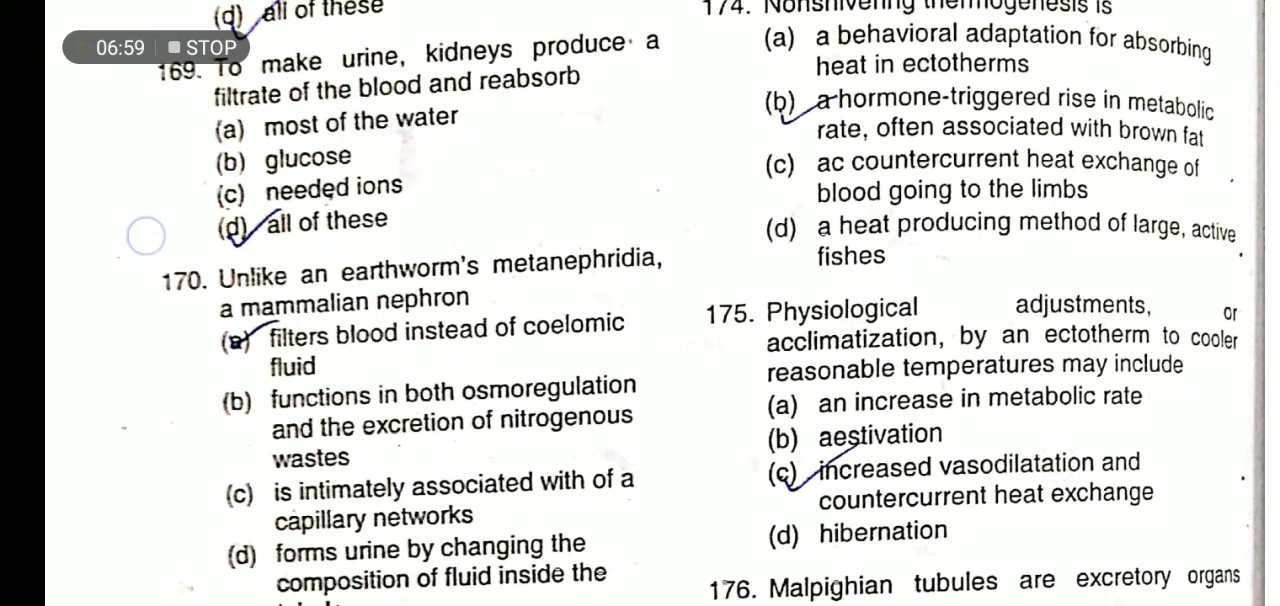 06:59 STOP
(d) all of these
169. To make urine, kidneys produce a
filtrate of the blood and reabsorb
(a) most of the water
(b) glucose
(c) needed ions
(d) all of these
170. Unlike an earthworm's metanephridia,
a mammalian nephron
(a) filters blood instead of coelomic
fluid
(b) functions in both osmoregulation
and the excretion of nitrogenous
wastes
(c) is intimately associated with of a
capillary networks
(d) forms urine by changing the
composition of fluid inside the
174. Nonshivering thermogenesis is
(a) a behavioral adaptation for absorbing
heat in ectotherms
(b) a hormone-triggered rise in metabolic
rate, often associated with brown fat
(c) ac countercurrent heat exchange of
blood going to the limbs
(d) a heat producing method of large, active
fishes
175. Physiological adjustments, or
acclimatization, by an ectotherm to cooler
reasonable temperatures may include
(a) an increase in metabolic rate
(b) aestivation
(c) increased vasodilatation and
countercurrent heat exchange
(d) hibernation
176. Malpighian tubules are excretory organs